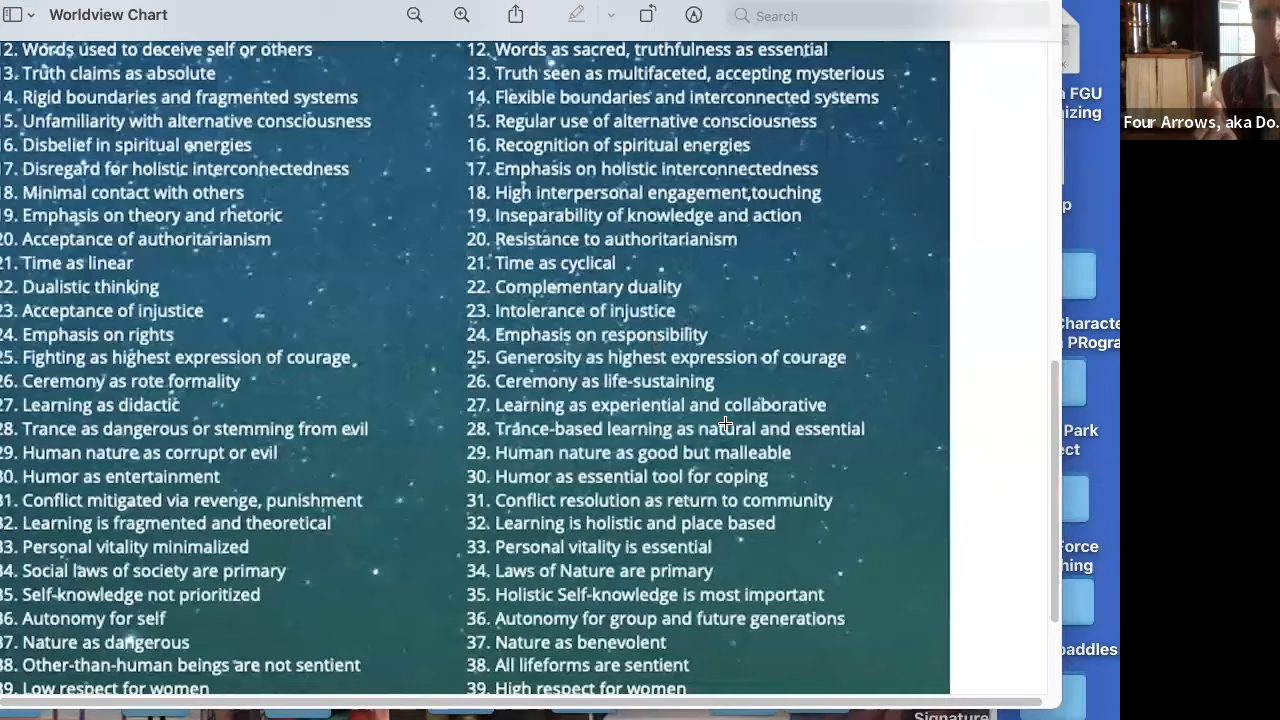 Worldview Chart
Search
12. Words used to deceive self or others
13. Truth claims as absolute
14. Rigid boundaries and fragmented systems
15. Unfamiliarity with alternative consciousness
16. Disbelief in spiritual energies
17. Disregard for holistic interconnectedness
18. Minimal contact with others
19. Emphasis on theory and rhetoric
20. Acceptance of authoritarianism
21. Time as linear
22. Dualistic thinking
23. Acceptance of injustice
24. Emphasis on rights
25. Fighting as highest expression of courage
26. Ceremony as rote formality
27. Learning as didactic
28. Trance as dangerous or stemming from evil
29. Human nature as corrupt or evil
30. Humor as entertainment
31. Conflict mitigated via revenge, punishment
32. Learning is fragmented and theoretical
33. Personal vitality minimalized
34. Social laws of society are primary
35. Self-knowledge not prioritized
36. Autonomy for self
37. Nature as dangerous
38. Other-than-human beings are not sentient
39. Low respect for women
12. Words as sacred, truthfulness as essential
13. Truth seen as multifaceted, accepting mysterious
14. Flexible boundaries and interconnected systems
15. Regular use of alternative consciousness
16. Recognition of spiritual energies
17. Emphasis on holistic interconnectedness
18. High interpersonal engagement,touching
19. Inseparability of knowledge and action
20. Resistance to authoritarianism
21. Time as cyclical
22. Complementary duality
23. Intolerance of injustice
24. Emphasis on responsibility
25. Generosity as highest expression of courage
26. Ceremony as life-sustaining
27. Learning as experiential and collaborative
28. Trance-based learning as natural and essential
29. Human nature as good but malleable
30. Humor as essential tool for coping
31. Conflict resolution as return to community
32. Learning is holistic and place based
33. Personal vitality is essential
34. Laws of Nature are primary
35. Holistic Self-knowledge is most important
36. Autonomy for group and future generations
37. Nature as benevolent
38. All lifeforms are sentient
39. High respect for women
FGU
izing
p
Characte
PRogra
Park
ect
Force
hing
paddles
Signature
Four Arrows, aka Do.